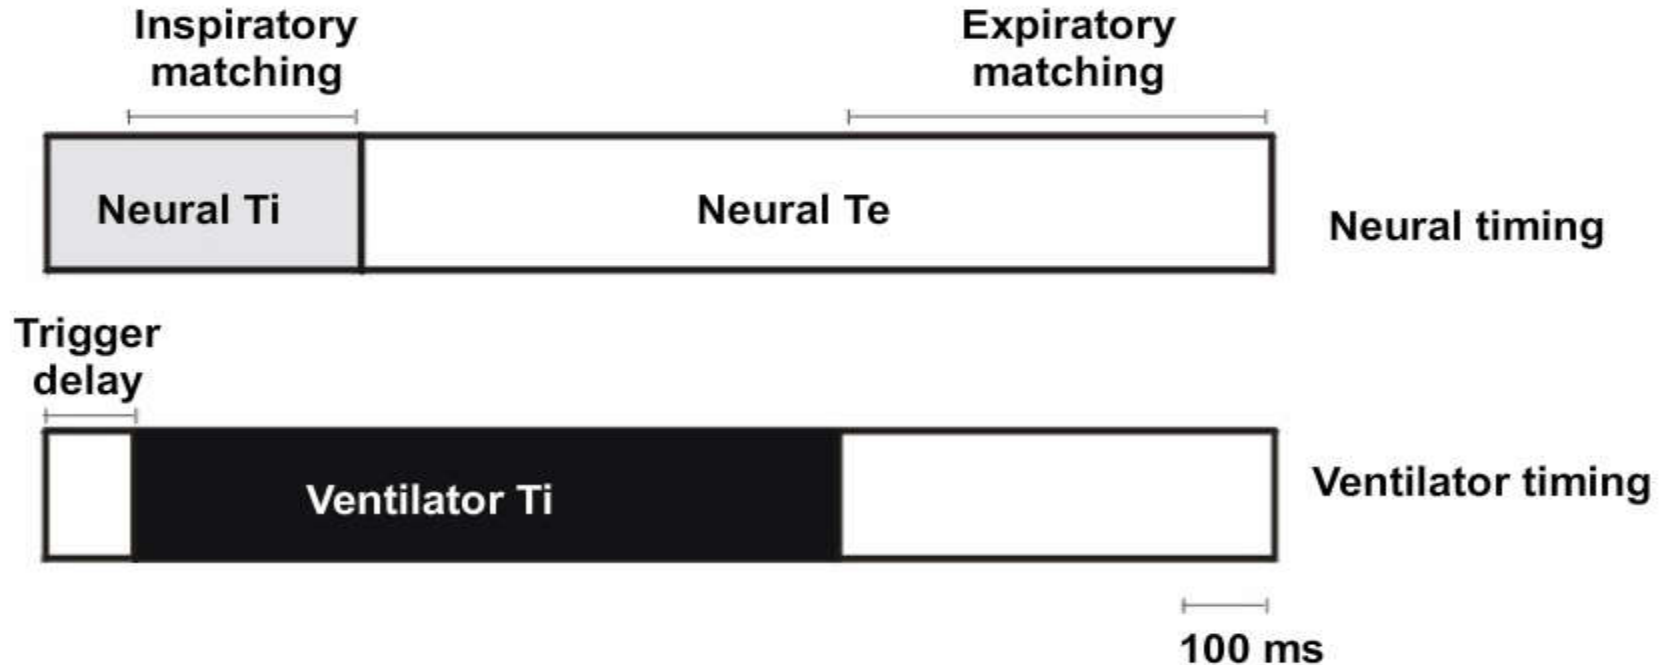 Inspiratory
matching
Expiratory
matching
Neural Ti
Neural Te
Neural timing
Trigger
delay
Ventilator Ti
Ventilator timing
100 ms